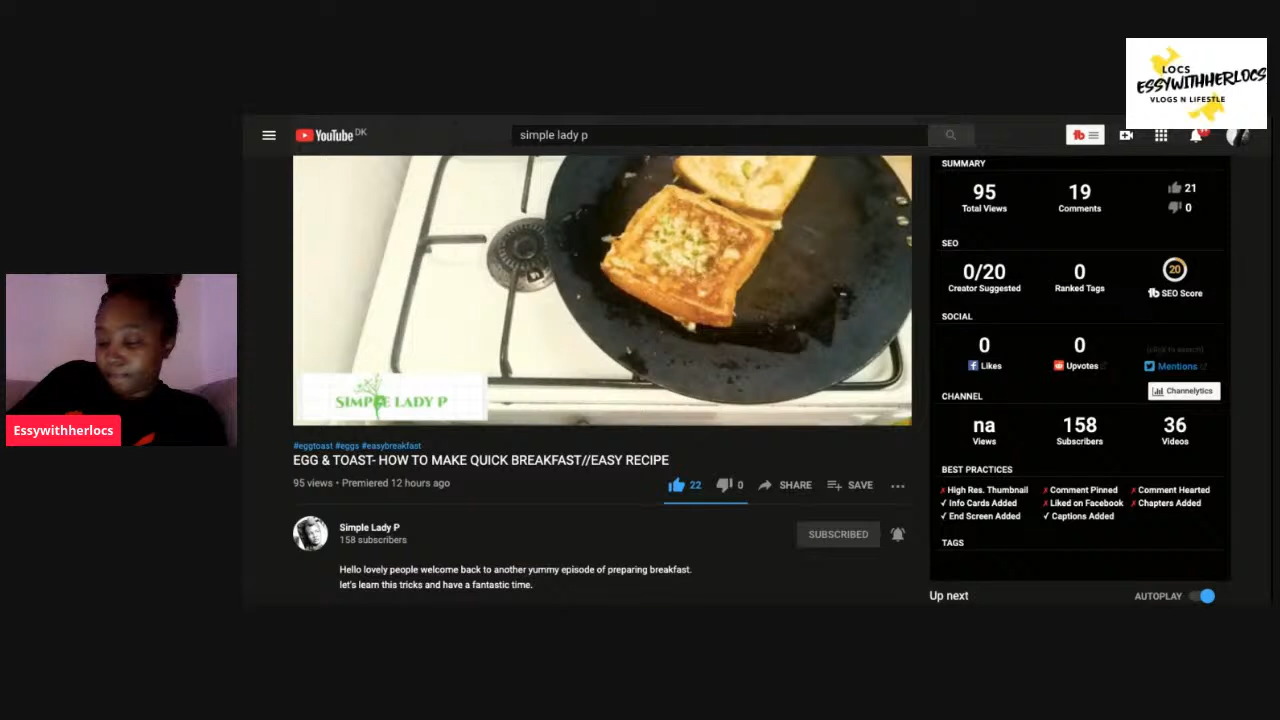 LOCS
ESSYWITHHERLOCS
VLOGS N LIFESTLE
YouTube DK
simple lady p
SIMPLE LADY P
Essywithherlocs
#eggtoast #eggs #easybreakfast
EGG & TOAST- HOW TO MAKE QUICK BREAKFAST//EASY RECIPE
95 views • Premiered 12 hours ago
22
0
SHARE
SAVE
Simple Lady P
158 subscribers
SUBSCRIBED
Hello lovely people welcome back to another yummy episode of preparing breakfast.
let's learn this tricks and have a fantastic time.
SUMMARY
95 19 21
Total Views Comments 0
SEO
0/20 0 20
Creator Suggested Ranked Tags tb SEO Score
SOCIAL
0 0 (click to search)
Likes Upvotes Mentions
Channelytics
CHANNEL
na 158 36
Views Subscribers Videos
BEST PRACTICES
✗ High Res. Thumbnail ✗ Comment Pinned ✗ Comment Hearted
✓ Info Cards Added ✗ Liked on Facebook ✗ Chapters Added
✓ End Screen Added ✓ Captions Added
TAGS
Up next AUTOPLAY